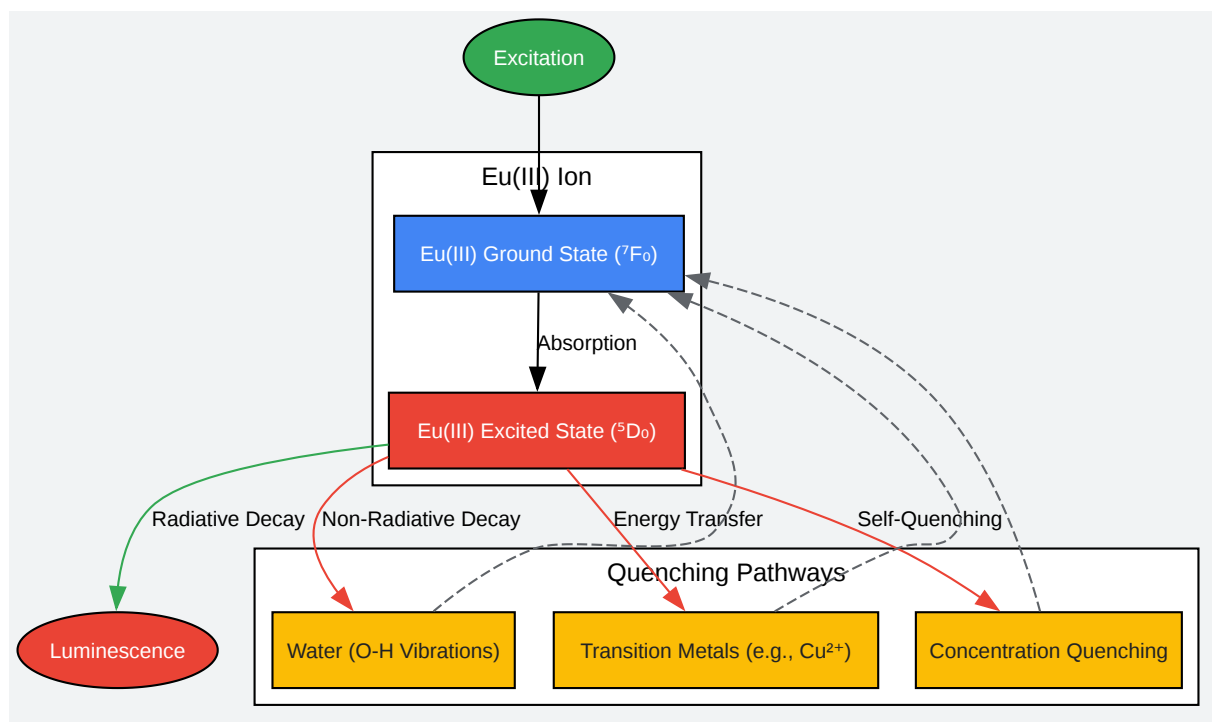 Excitation
Eu(III) Ion
Eu(III) Ground State (⁷F₀)
Absorption
Eu(III) Excited State (⁵D₀)
Radiative Decay
Non-Radiative Decay
Energy Transfer
Self-Quenching
Quenching Pathways
Luminescence
Water (O-H Vibrations)
Transition Metals (e.g., Cu²⁺)
Concentration Quenching